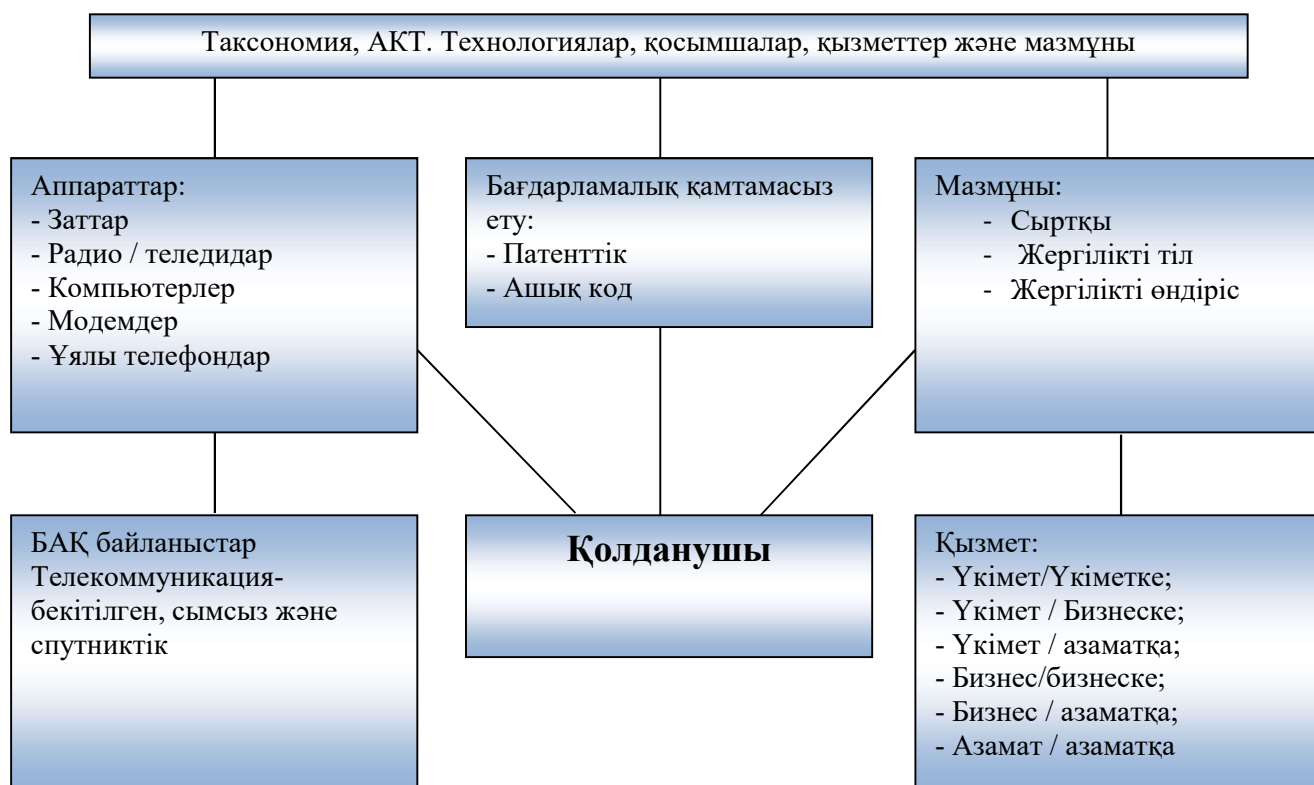 Таксономия, АКТ. Технологиялар, қосымшалар, қызметтер және мазмұны
Аппараттар:
- Заттар
- Радио / теледидар
- Компьютерлер
- Модемдер
- Ұялы телефондар
Бағдарламалық қамтамасыз
ету:
- Патенттік
- Ашық код
Мазмұны:
- Сыртқы
- Жергілікті тіл
- Жергілікті өндіріс
БАҚ байланыстар
Телекоммуникация-
бекітілген, сымсыз және
спутниктік
Қолданушы
Қызмет:
- Үкімет/Үкіметке;
- Үкімет / Бизнеске;
- Үкімет / азаматқа;
- Бизнес/бизнеске;
- Бизнес / азаматқа;
- Азамат / азаматқа